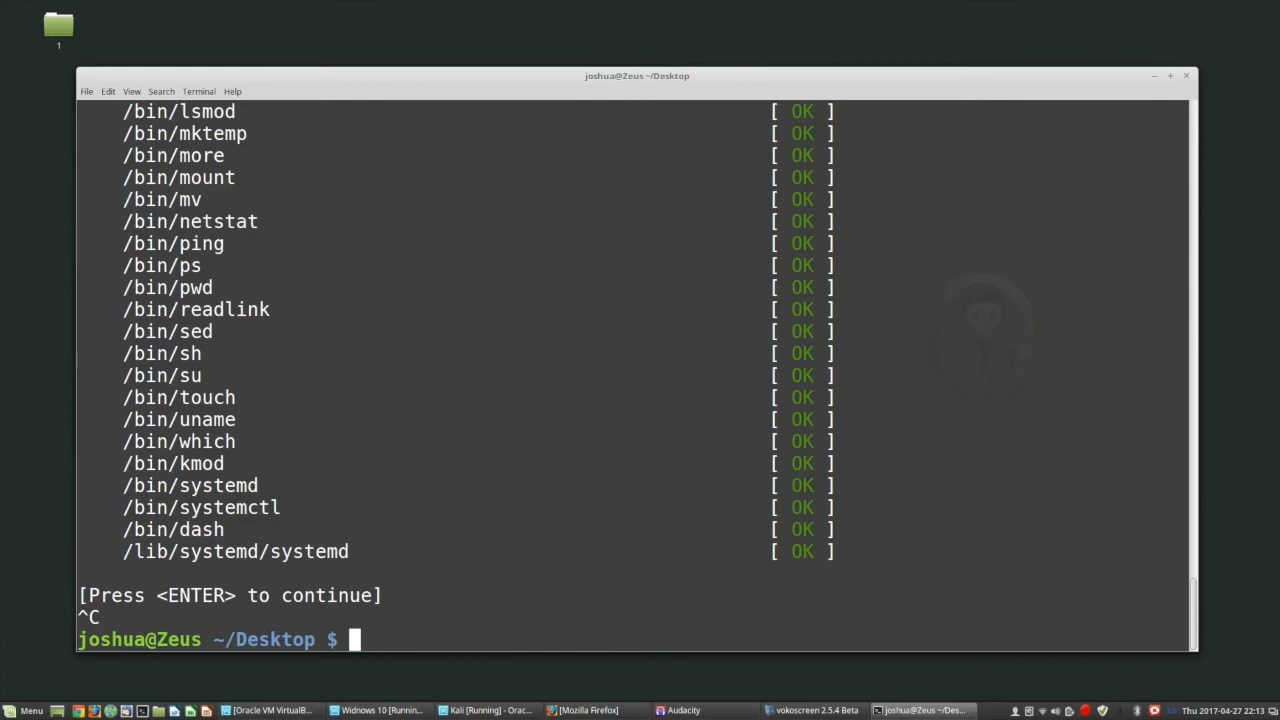 1
joshua@Zeus ~/Desktop
File Edit View Search Terminal Help
/bin/lsmod [ OK ]
/bin/mktemp [ OK ]
/bin/more [ OK ]
/bin/mount [ OK ]
/bin/mv [ OK ]
/bin/netstat [ OK ]
/bin/ping [ OK ]
/bin/ps [ OK ]
/bin/pwd [ OK ]
/bin/readlink [ OK ]
/bin/sed [ OK ]
/bin/sh [ OK ]
/bin/su [ OK ]
/bin/touch [ OK ]
/bin/uname [ OK ]
/bin/which [ OK ]
/bin/kmod [ OK ]
/bin/systemd [ OK ]
/bin/systemctl [ OK ]
/bin/dash [ OK ]
/lib/systemd/systemd [ OK ]
[Press <ENTER> to continue]
^C
joshua@Zeus ~/Desktop $
Menu [Oracle VM VirtualB... Widnows 10 [Runnin... Kali [Running] - Orac... [Mozilla Firefox] Audacity vokoscreen 2.5.4 Beta joshua@Zeus ~/Des... Thu 2017-04-27 22:13